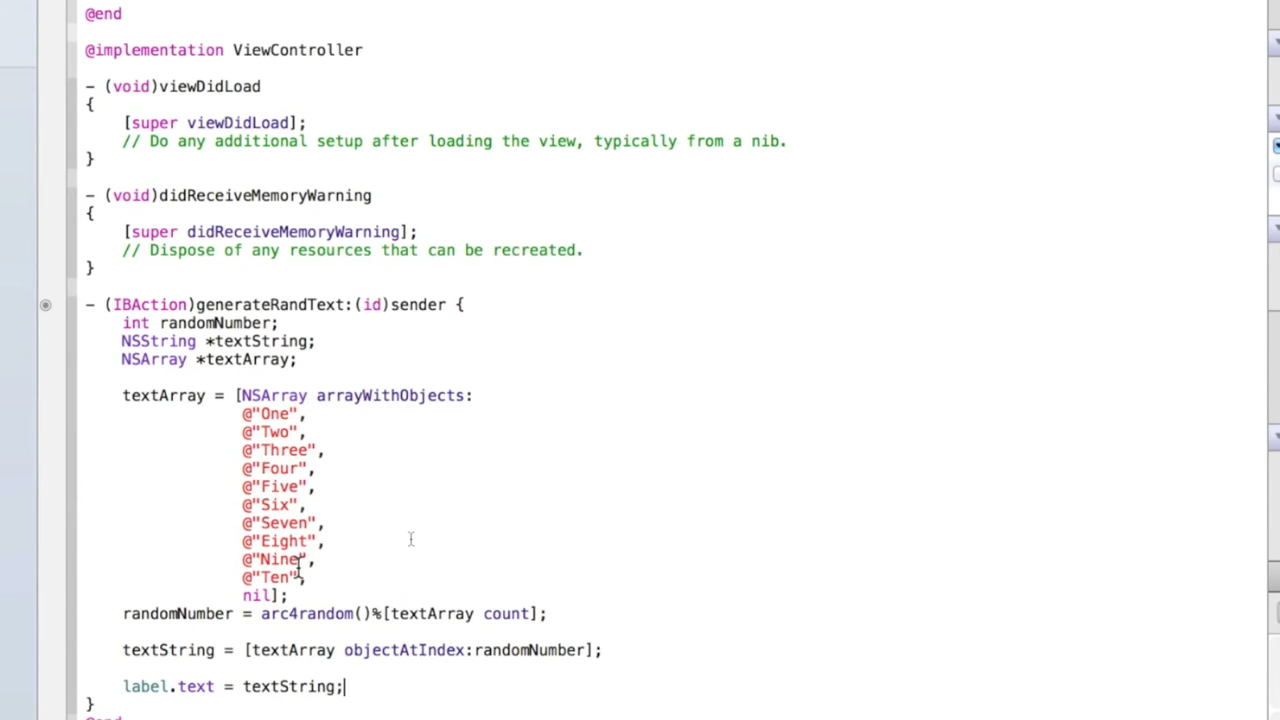 @end
@implementation ViewController
- (void)viewDidLoad
{
[super viewDidLoad];
// Do any additional setup after loading the view, typically from a nib.
}
- (void)didReceiveMemoryWarning
{
[super didReceiveMemoryWarning];
// Dispose of any resources that can be recreated.
}
- (IBAction)generateRandText:(id)sender {
int randomNumber;
NSString *textString;
NSArray *textArray;
textArray = [NSArray arrayWithObjects:
@"One",
@"Two",
@"Three",
@"Four",
@"Five",
@"Six",
@"Seven",
@"Eight",
@"Nine",
@"Ten",
nil];
randomNumber = arc4random()%[textArray count];
textString = [textArray objectAtIndex:randomNumber];
label.text = textString;
}
@end